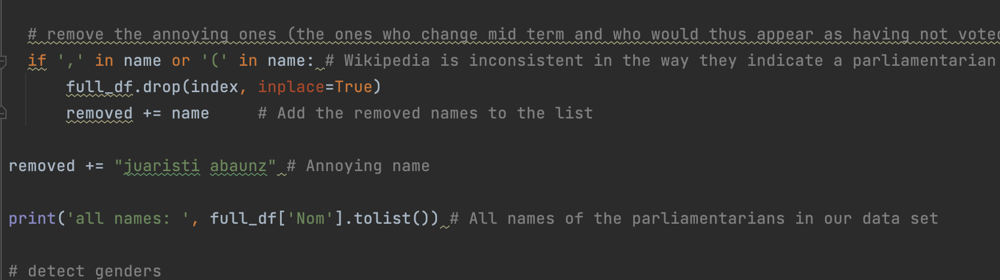 # remove the annoying ones (the ones who change mid term and who would thus appear as having not voted
if ',' in name or '(' in name: # Wikipedia is inconsistent in the way they indicate a parliamentarian
full_df.drop(index, inplace=True)
removed += name # Add the removed names to the list
removed += "juaristi abaunz" # Annoying name
print('all names: ', full_df['Nom'].tolist()) # All names of the parliamentarians in our data set
# detect genders